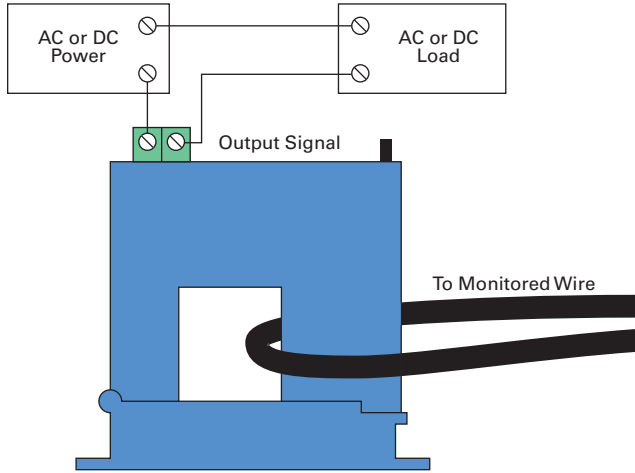 AC or DC
Power
AC or DC
Load
Output Signal
To Monitored Wire